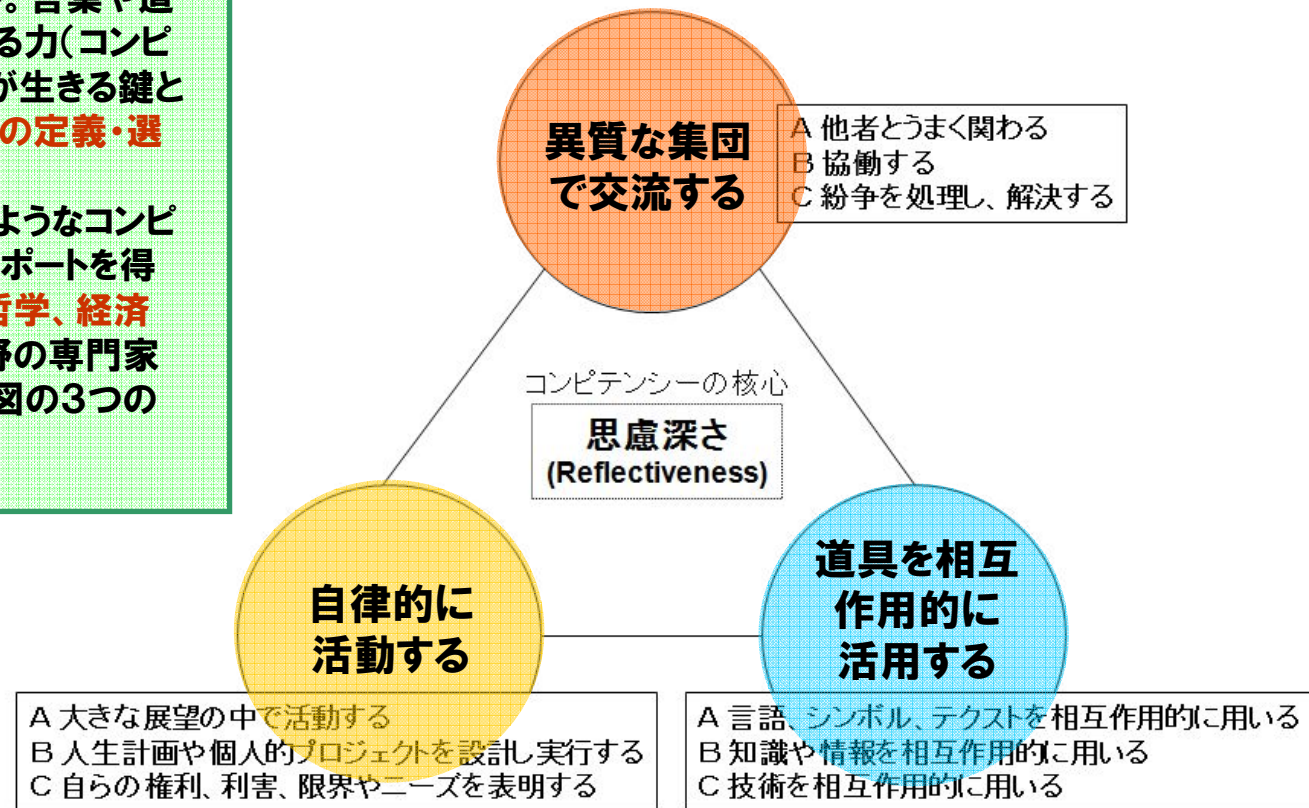 言葉や道
る力(コンピ
が生きる鍵と
の定義・選
ようなコンピ
ポートを得
哲学、経済
野の専門家
図の3つの
異質な集団
で交流する
A 他者とうまく関わる
B 協働する
C 紛争を処理し、解決する
コンピテンシーの核心
思慮深さ
(Reflectiveness)
自律的に
活動する
A 大きな展望の中で活動する
B 人生計画や個人的プロジェクトを設計し実行する
C 自らの権利、利害、限界やニーズを表明する
道具を相互
作用的に
活用する
A 言語、シンボル、テクストを相互作用的に用いる
B 知識や情報を相互作用的に用いる
C 技術を相互作用的に用いる